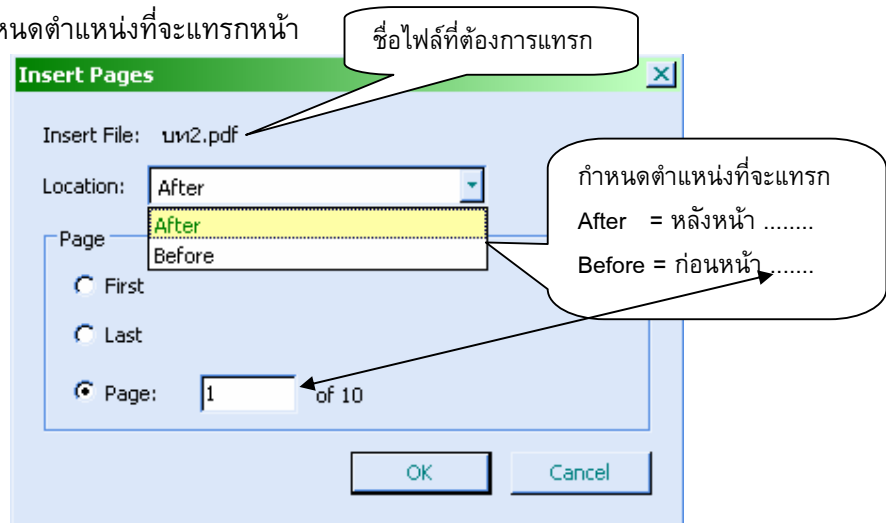 หนดตำแหน่งที่จะแทรกหน้า
ชื่อไฟล์ที่ต้องการแทรก
Insert Pages
Insert File: บท2.pdf
Location: After
After
Before
กำหนดตำแหน่งที่จะแทรก
After = หลังหน้า ........
Before = ก่อนหน้า .......
Page
First
Last
Page: 1 of 10
OK Cancel